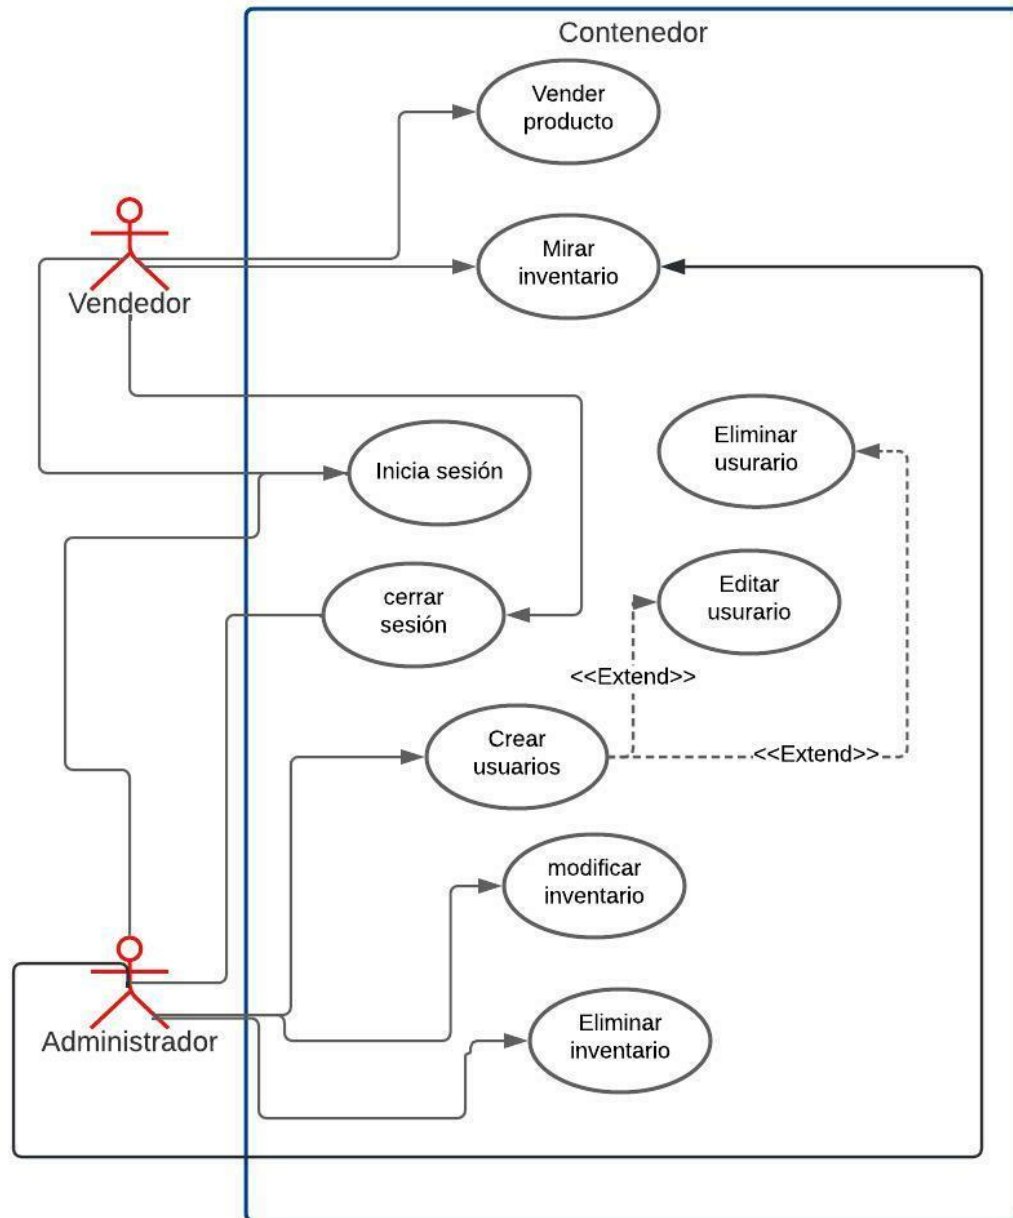 Contenedor
Vender
producto
Mirar
inventario
Vendedor
Eliminar
usurario
Inicia sesión
Editar
usurario
cerrar
sesión
<<Extend>>
Crear
usuarios
<<Extend>>
modificar
inventario
Eliminar
inventario
Administrador